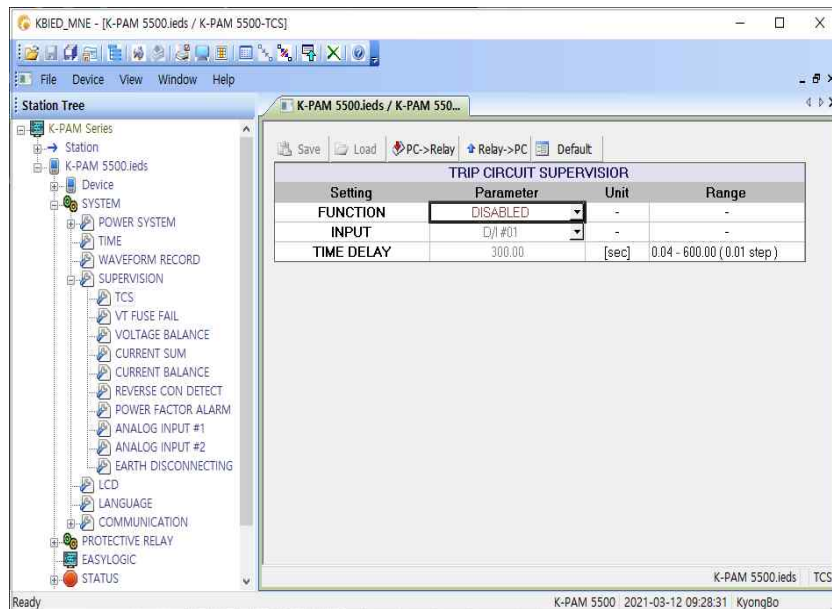 KBIED_MNE - [K-PAM 5500.ieds / K-PAM 5500-TCS]
File Device View Window Help
Station Tree
K-PAM Series
Station
K-PAM 5500.ieds
Device
SYSTEM
POWER SYSTEM
TIME
WAVEFORM RECORD
SUPERVISION
TCS
VT FUSE FAIL
VOLTAGE BALANCE
CURRENT SUM
CURRENT BALANCE
REVERSE CON DETECT
POWER FACTOR ALARM
ANALOG INPUT #1
ANALOG INPUT #2
EARTH DISCONNECTING
LCD
LANGUAGE
COMMUNICATION
PROTECTIVE RELAY
EASYLOGIC
STATUS
K-PAM 5500.ieds / K-PAM 550...
Save Load PC->Relay Relay->PC Default
TRIP CIRCUIT SUPERVISIOR
Setting Parameter Unit Range
FUNCTION DISABLED - -
INPUT D/I #01 - -
TIME DELAY 300.00 [sec] 0.04 - 600.00 ( 0.01 step )
K-PAM 5500.ieds TCS
Ready K-PAM 5500 2021-03-12 09:28:31 KyongBo